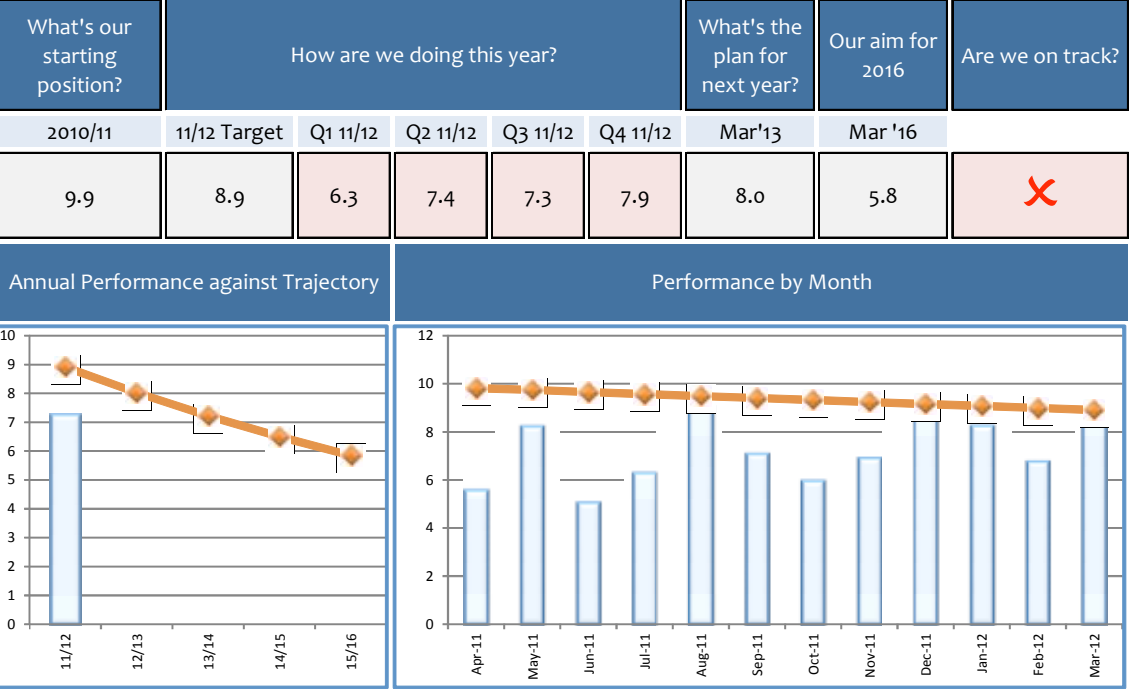 What's our
starting
position?
How are we doing this year?
What's the
plan for
next year?
Our aim for
2016
Are we on track?
2010/11
11/12 Target
Q1 11/12
Q2 11/12
Q3 11/12
Q4 11/12
Mar'13
Mar '16
9.9
8.9
6.3
7.4
7.3
7.9
8.0
5.8
Annual Performance against Trajectory
Performance by Month
10
9
8
7
6
5
4
3
2
1
0
11/12
12/13
13/14
14/15
15/16
12
10
8
6
4
2
0
Apr-11
May-11
Jun-11
Jul-11
Aug-11
Sep-11
Oct-11
Nov-11
Dec-11
Jan-12
Feb-12
Mar-12